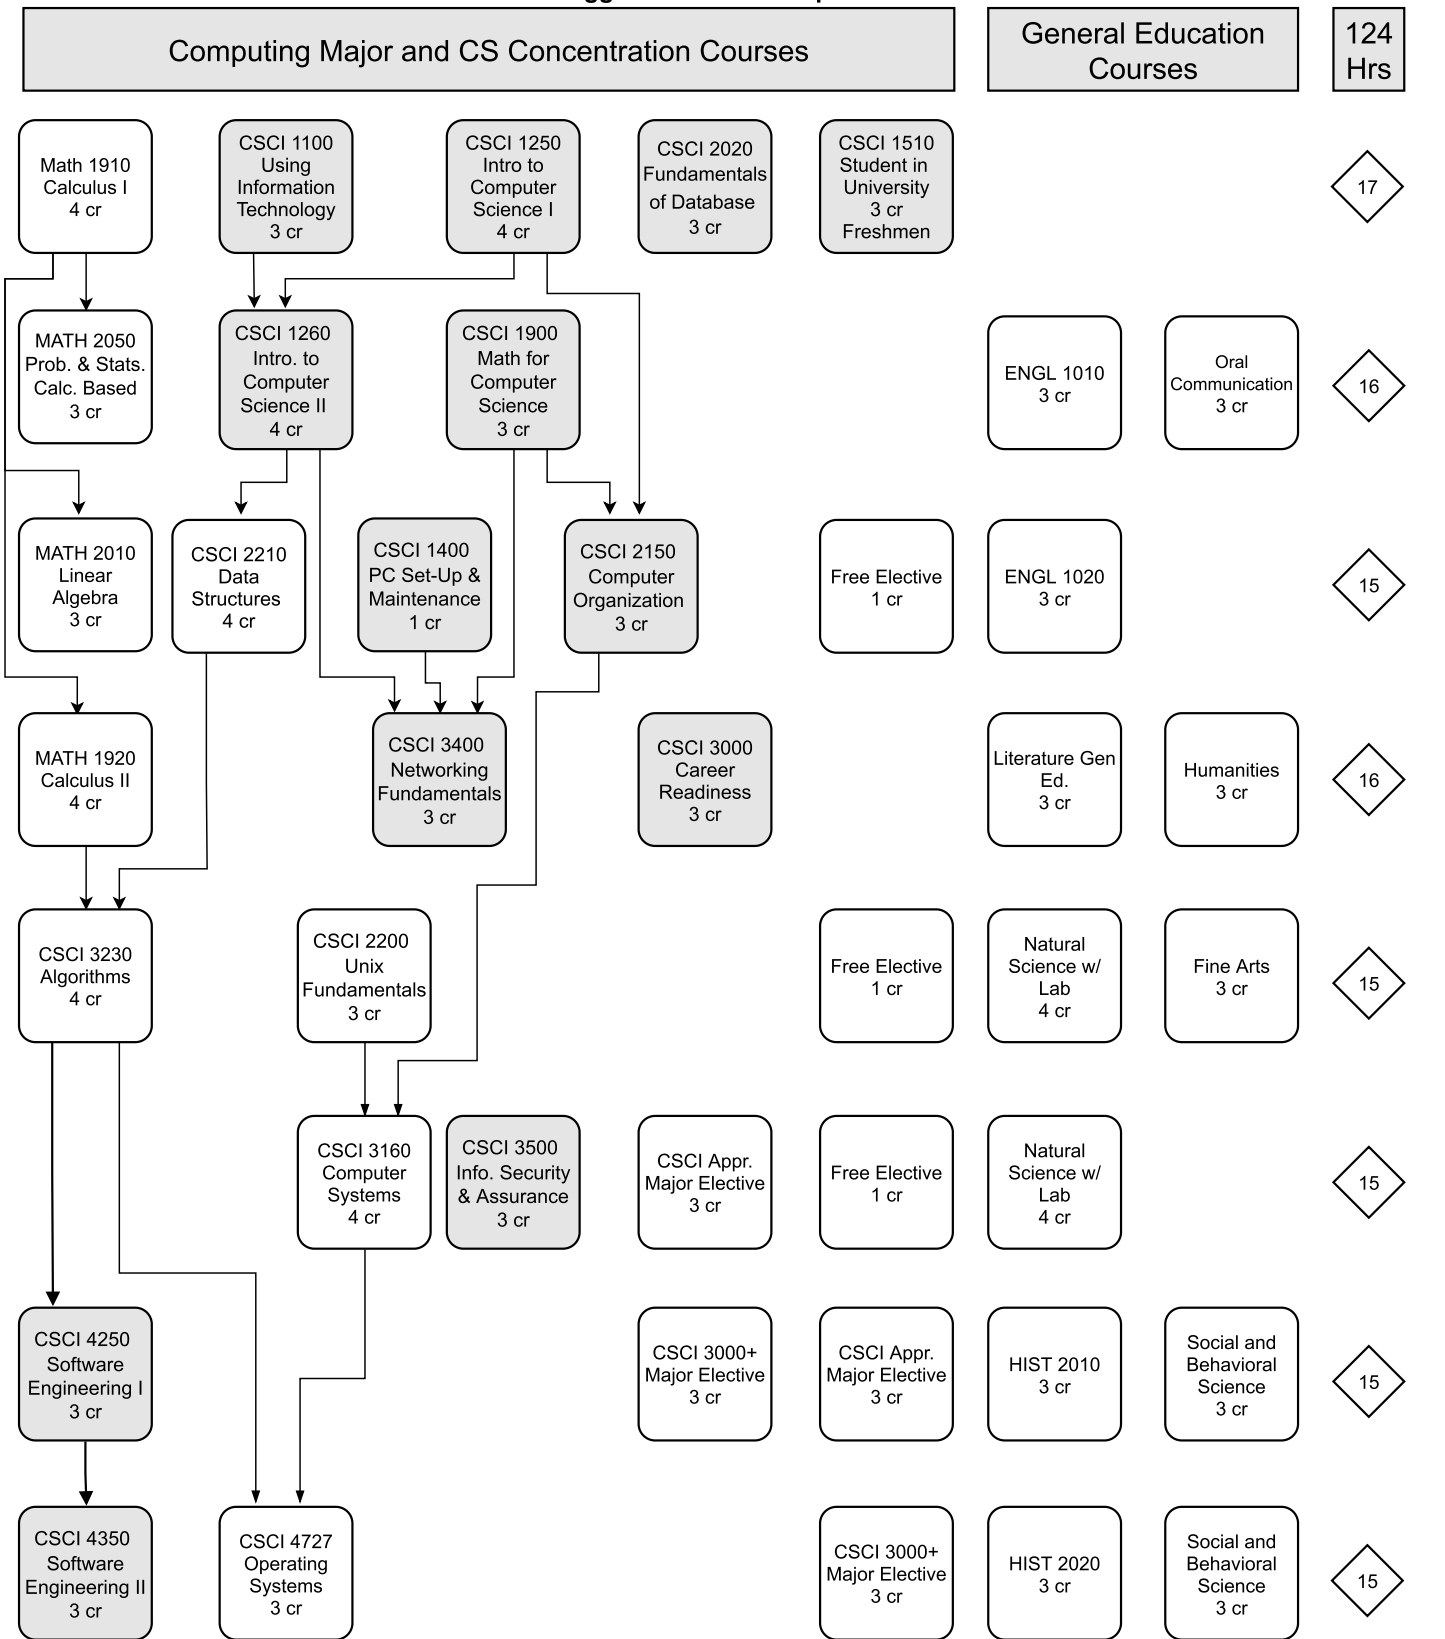 Computing Major and CS Concentration Courses
General Education
Courses
124
Hrs
Math 1910
Calculus I
4 cr
CSCI 1100
Using
Information
Technology
3 cr
CSCI 1250
Intro to
Computer
Science I
4 cr
CSCI 2020
Fundamentals
of Database
3 cr
CSCI 1510
Student in
University
3 cr
Freshmen
17
MATH 2050
Prob. & Stats.
Calc. Based
3 cr
CSCI 1260
Intro. to
Computer
Science II
4 cr
CSCI 1900
Math for
Computer
Science
3 cr
ENGL 1010
3 cr
Oral
Communication
3 cr
16
MATH 2010
Linear
Algebra
3 cr
CSCI 2210
Data
Structures
4 cr
CSCI 1400
PC Set-Up &
Maintenance
1 cr
CSCI 2150
Computer
Organization
3 cr
Free Elective
1 cr
ENGL 1020
3 cr
15
MATH 1920
Calculus II
4 cr
CSCI 3400
Networking
Fundamentals
3 cr
CSCI 3000
Career
Readiness
3 cr
Literature Gen
Ed.
3 cr
Humanities
3 cr
16
CSCI 3230
Algorithms
4 cr
CSCI 2200
Unix
Fundamentals
3 cr
Free Elective
1 cr
Natural
Science w/
Lab
4 cr
Fine Arts
3 cr
15
CSCI 3160
Computer
Systems
4 cr
CSCI 3500
Info. Security
& Assurance
3 cr
CSCI Appr.
Major Elective
3 cr
Free Elective
1 cr
Natural
Science w/
Lab
4 cr
15
CSCI 4250
Software
Engineering I
3 cr
CSCI 3000+
Major Elective
3 cr
CSCI Appr.
Major Elective
3 cr
HIST 2010
3 cr
Social and
Behavioral
Science
3 cr
15
CSCI 4350
Software
Engineering II
3 cr
CSCI 4727
Operating
Systems
3 cr
CSCI 3000+
Major Elective
3 cr
HIST 2020
3 cr
Social and
Behavioral
Science
3 cr
15